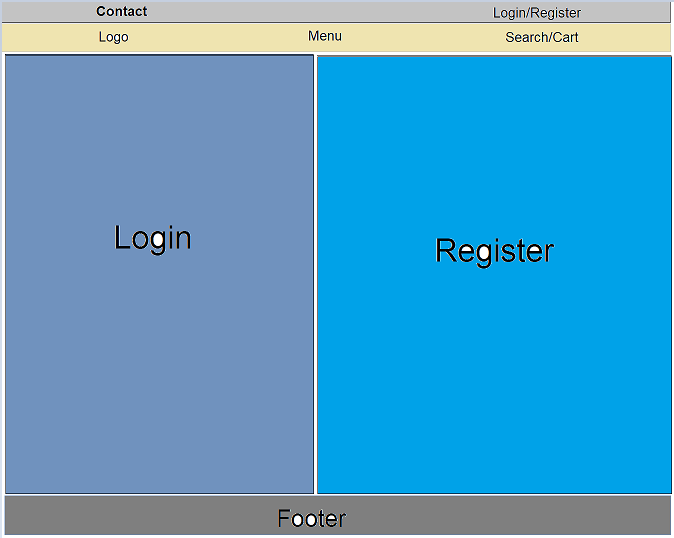 Contact Login/Register
Logo Menu Search/Cart
Login
Register
Footer